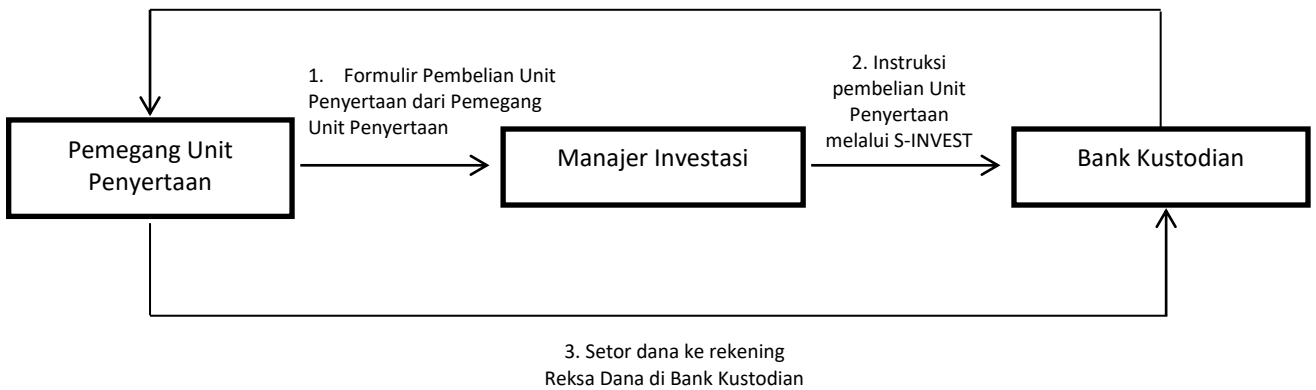 1. Formulir Pembelian Unit
Penyertaan dari Pemegang
Unit Penyertaan
2. Instruksi
pembelian Unit
Penyertaan
melalui S-INVEST
Pemegang Unit
Penyertaan
Manajer Investasi
Bank Kustodian
3. Setor dana ke rekening
Reksa Dana di Bank Kustodian